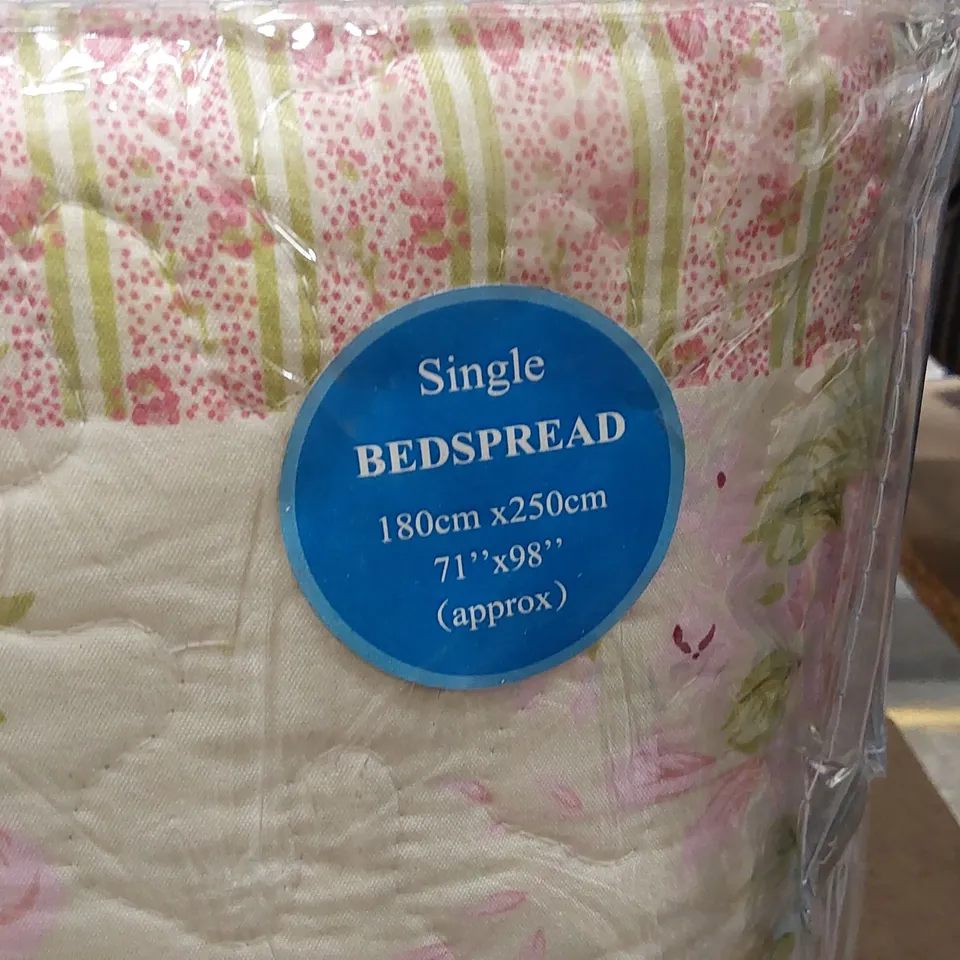 Single
BEDSPREAD
180cm x250cm
71’’x98’’
(approx)